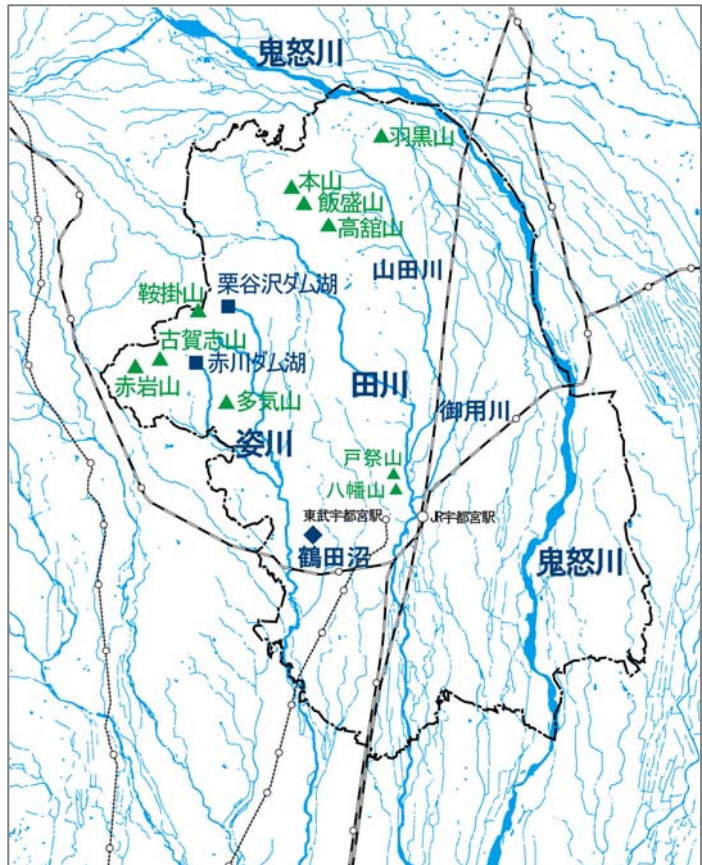 鬼怒川
羽黒山
本山
飯盛山
高舘山
山田川
鞍掛山
栗谷沢ダム湖
古賀志山
赤川ダム湖
赤岩山
多気山
田川
御用川
姿川
戸祭山
八幡山
東武宇都宮駅
JR宇都宮駅
鶴田沼
鬼怒川